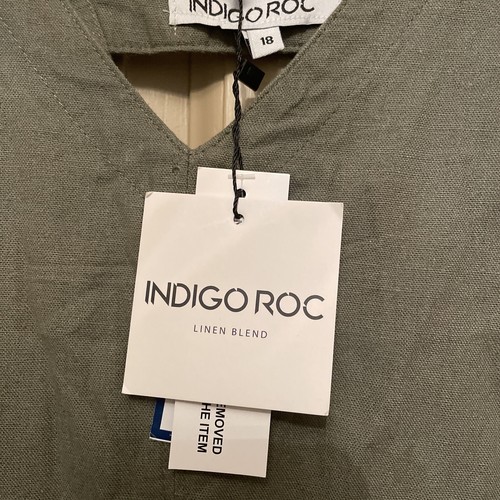 INDIGO ROC
18
INDIGO ROC
LINEN BLEND
EMOVED
HE ITEM